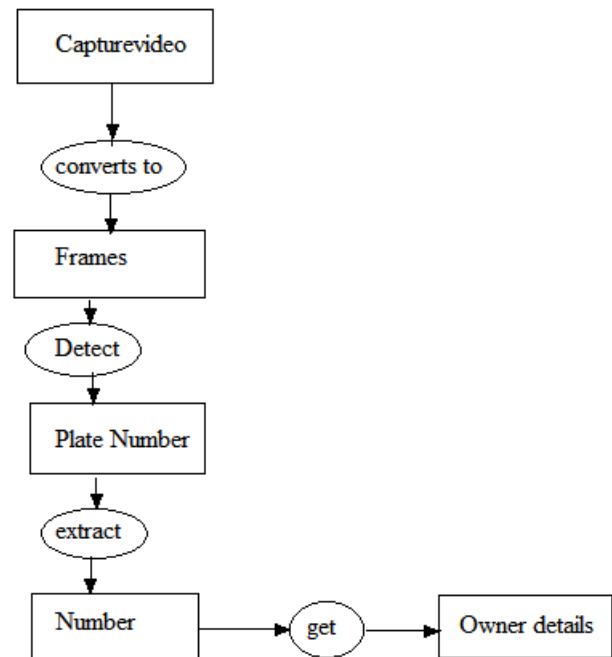 Capturevideo
converts to
Frames
Detect
Plate Number
extract
Number
get
Owner details